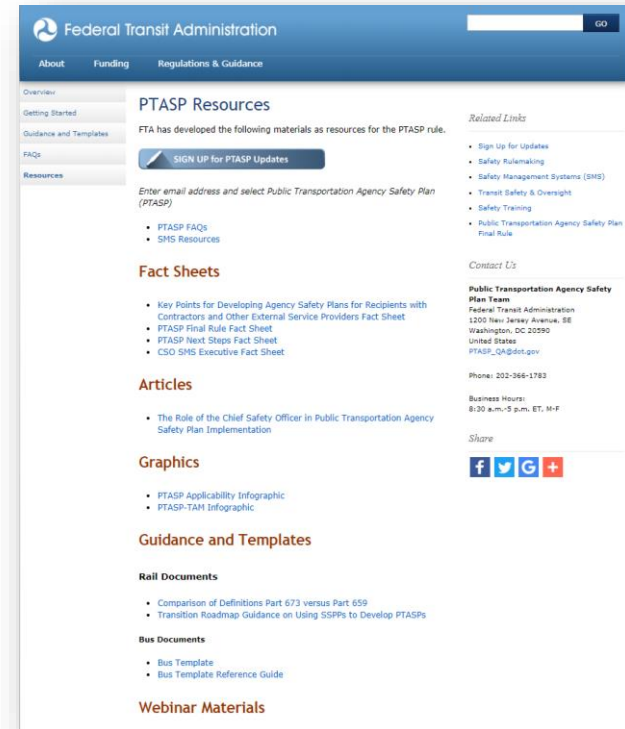 Federal Transit Administration
GO
About Funding Regulations & Guidance
Overview
Getting Started
Guidance and Templates
FAQs
Resources
PTASP Resources
FTA has developed the following materials as resources for the PTASP rule.
SIGN UP for PTASP Updates
Enter email address and select Public Transportation Agency Safety Plan
(PTASP)
• PTASP FAQs
• SMS Resources
Fact Sheets
• Key Points for Developing Agency Safety Plans for Recipients with
Contractors and Other External Service Providers Fact Sheet
• PTASP Final Rule Fact Sheet
• PTASP Next Steps Fact Sheet
• CSO SMS Executive Fact Sheet
Articles
• The Role of the Chief Safety Officer in Public Transportation Agency
Safety Plan Implementation
Graphics
• PTASP Applicability Infographic
• PTASP-TAM Infographic
Guidance and Templates
Rail Documents
• Comparison of Definitions Part 673 versus Part 659
• Transition Roadmap Guidance on Using SSPPs to Develop PTASPs
Bus Documents
• Bus Template
• Bus Template Reference Guide
Webinar Materials
Related Links
• Sign Up for Updates
• Safety Rulemaking
• Safety Management Systems (SMS)
• Transit Safety & Oversight
• Safety Training
• Public Transportation Agency Safety Plan
Final Rule
Contact Us
Public Transportation Agency Safety
Plan Team
Federal Transit Administration
1200 New Jersey Avenue, SE
Washington, DC 20590
United States
PTASP_QA@dot.gov
Phone: 202-366-1783
Business Hours:
8:30 a.m.-5 p.m. ET, M-F
Share